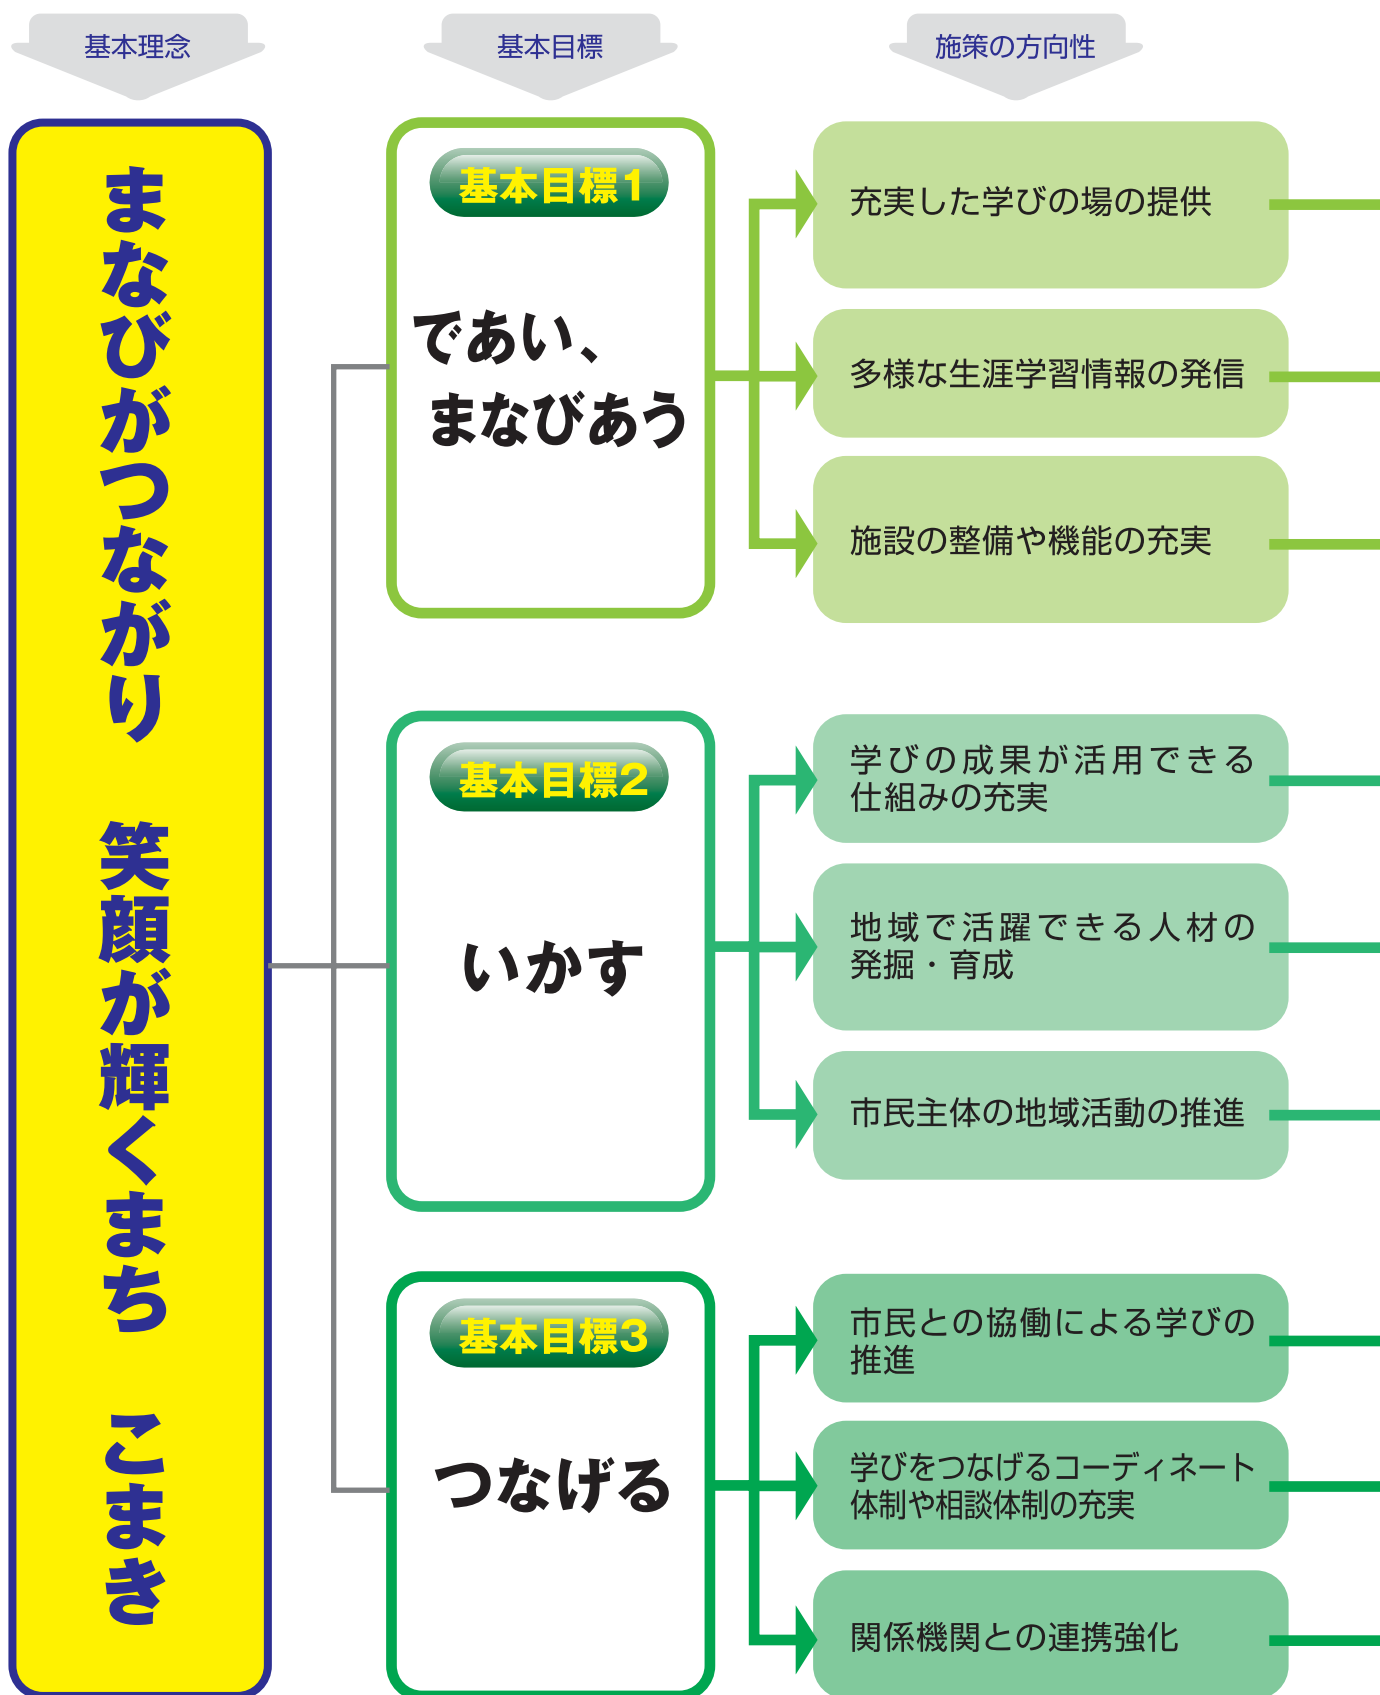 基本理念
基本目標
施策の方向性
まなびがつながり　笑顔が輝くまち　こまき
基本目標1
であい、
まなびあう
充実した学びの場の提供
多様な生涯学習情報の発信
施設の整備や機能の充実
基本目標2
いかす
学びの成果が活用できる
仕組みの充実
地域で活躍できる人材の
発掘・育成
市民主体の地域活動の推進
基本目標3
つなげる
市民との協働による学びの
推進
学びをつなげるコーディネート
体制や相談体制の充実
関係機関との連携強化